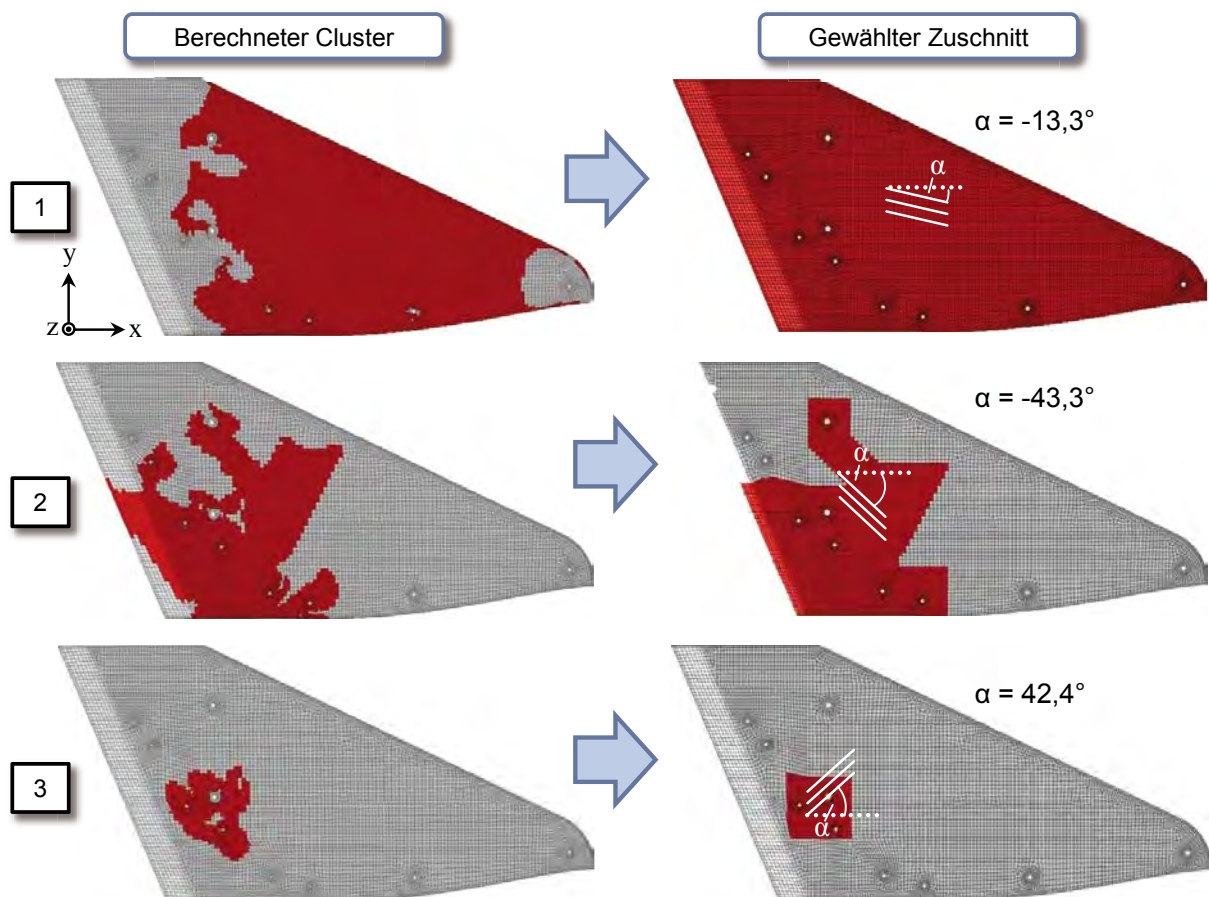 Berechneter Cluster
Gewählter Zuschnitt
α = -13,3°
α
1
y
z
x
α = -43,3°
α
2
α = 42,4°
3
α